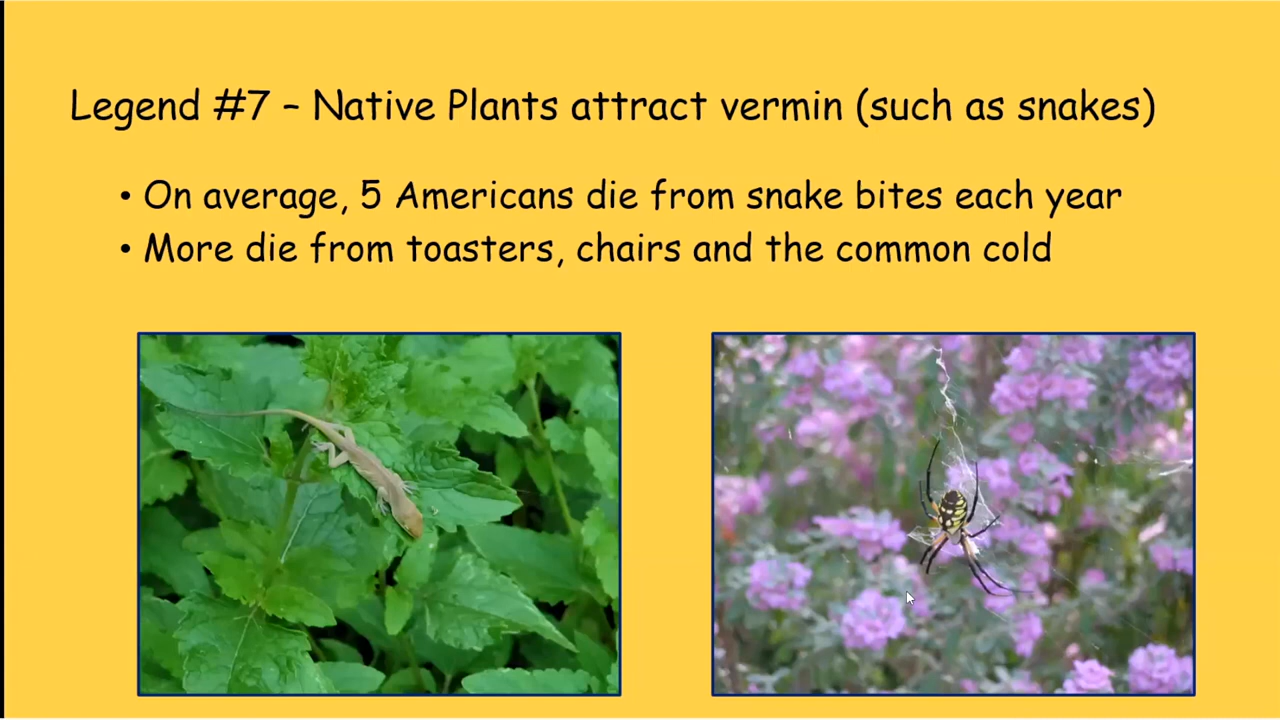 Legend #7 – Native Plants attract vermin (such as snakes)
• On average, 5 Americans die from snake bites each year
• More die from toasters, chairs and the common cold